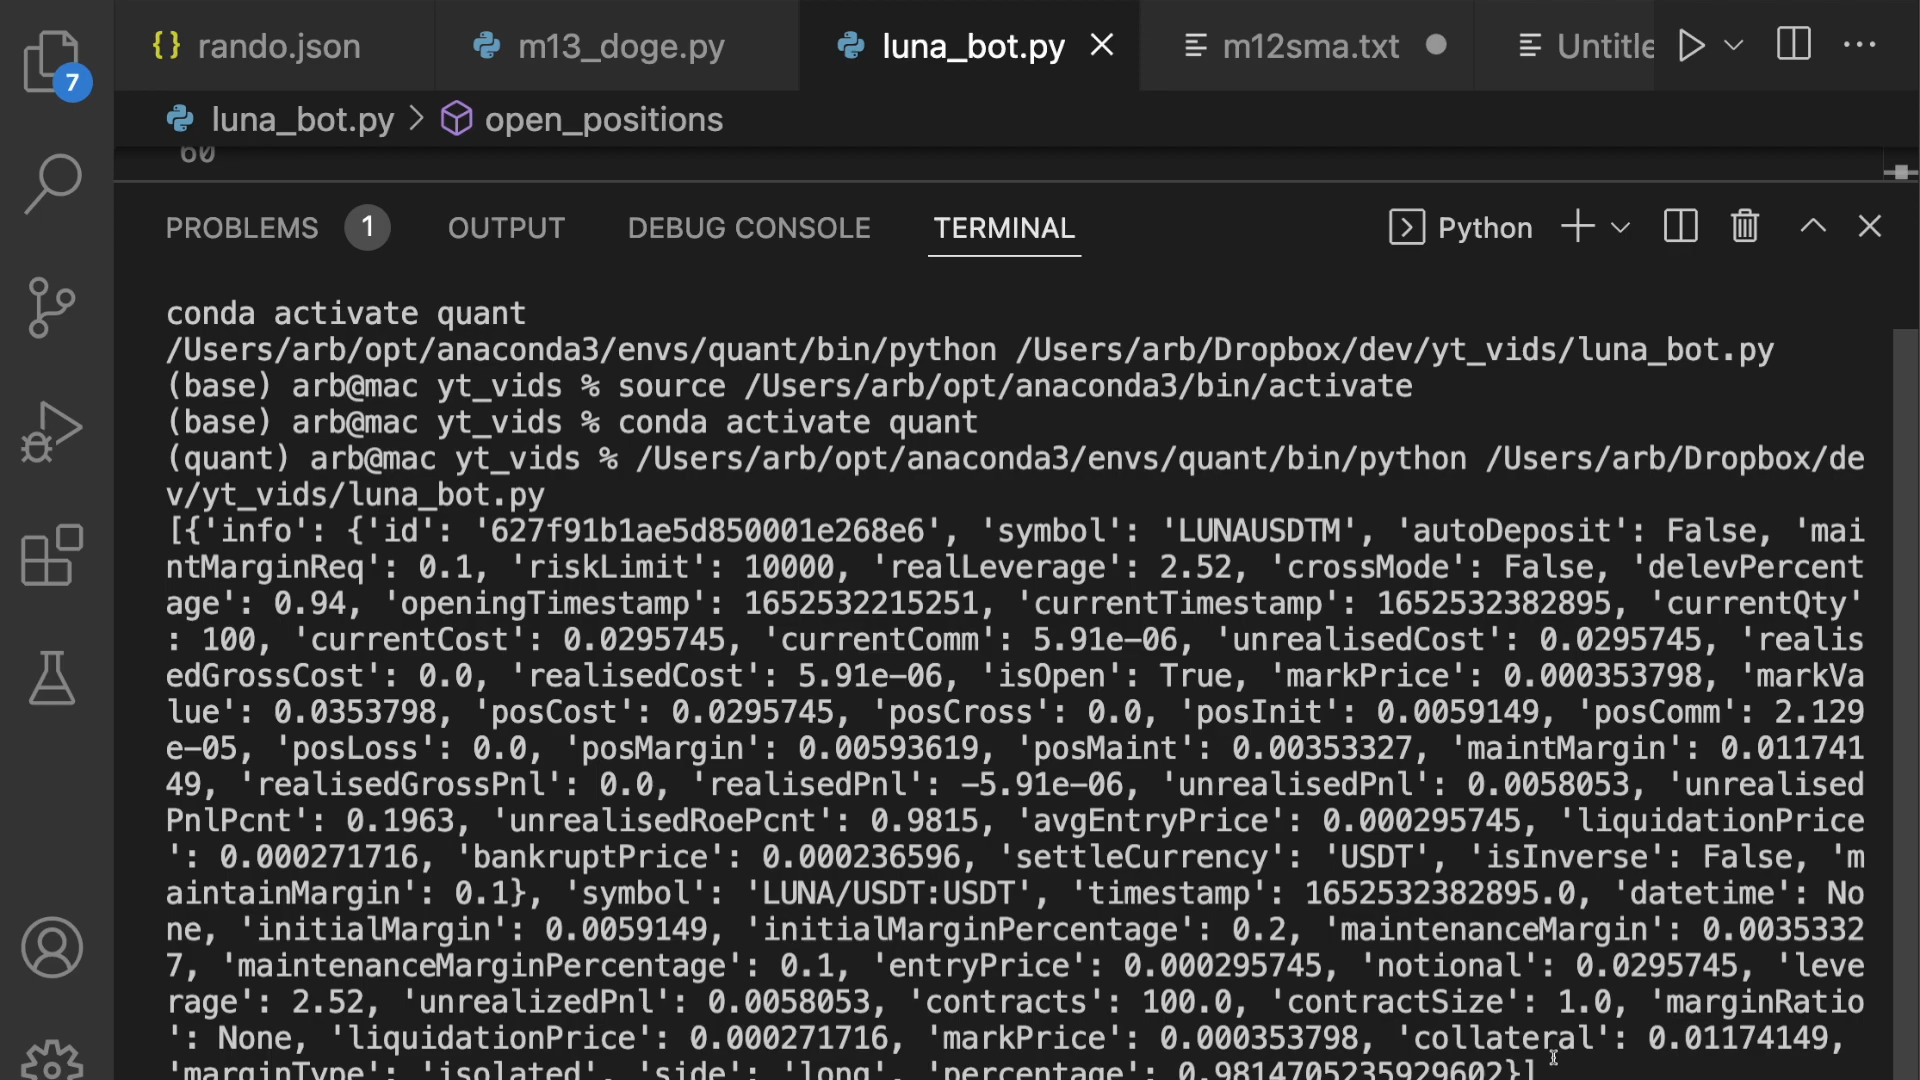 7
{} rando.json
m13_doge.py
luna_bot.py
m12sma.txt
Untitle
luna_bot.py > open_positions
60
PROBLEMS 1 OUTPUT DEBUG CONSOLE TERMINAL Python
conda activate quant
/Users/arb/opt/anaconda3/envs/quant/bin/python /Users/arb/Dropbox/dev/yt_vids/luna_bot.py
(base) arb@mac yt_vids % source /Users/arb/opt/anaconda3/bin/activate
(base) arb@mac yt_vids % conda activate quant
(quant) arb@mac yt_vids % /Users/arb/opt/anaconda3/envs/quant/bin/python /Users/arb/Dropbox/de
v/yt_vids/luna_bot.py
[{'info': {'id': '627f91b1ae5d850001e268e6', 'symbol': 'LUNAUSDTM', 'autoDeposit': False, 'mai
ntMarginReq': 0.1, 'riskLimit': 10000, 'realLeverage': 2.52, 'crossMode': False, 'delevPercent
age': 0.94, 'openingTimestamp': 1652532215251, 'currentTimestamp': 1652532382895, 'currentQty'
: 100, 'currentCost': 0.0295745, 'currentComm': 5.91e-06, 'unrealisedCost': 0.0295745, 'realis
edGrossCost': 0.0, 'realisedCost': 5.91e-06, 'isOpen': True, 'markPrice': 0.000353798, 'markVa
lue': 0.0353798, 'posCost': 0.0295745, 'posCross': 0.0, 'posInit': 0.0059149, 'posComm': 2.129
e-05, 'posLoss': 0.0, 'posMargin': 0.00593619, 'posMaint': 0.00353327, 'maintMargin': 0.011741
49, 'realisedGrossPnl': 0.0, 'realisedPnl': -5.91e-06, 'unrealisedPnl': 0.0058053, 'unrealised
PnlPcnt': 0.1963, 'unrealisedRoePcnt': 0.9815, 'avgEntryPrice': 0.000295745, 'liquidationPrice
': 0.000271716, 'bankruptPrice': 0.000236596, 'settleCurrency': 'USDT', 'isInverse': False, 'm
aintainMargin': 0.1}, 'symbol': 'LUNA/USDT:USDT', 'timestamp': 1652532382895.0, 'datetime': No
ne, 'initialMargin': 0.0059149, 'initialMarginPercentage': 0.2, 'maintenanceMargin': 0.0035332
7, 'maintenanceMarginPercentage': 0.1, 'entryPrice': 0.000295745, 'notional': 0.0295745, 'leve
rage': 2.52, 'unrealizedPnl': 0.0058053, 'contracts': 100.0, 'contractSize': 1.0, 'marginRatio
': None, 'liquidationPrice': 0.000271716, 'markPrice': 0.000353798, 'collateral': 0.01174149,
'marginType': 'isolated', 'side': 'long', 'percentage': 0.9814705235929602}]